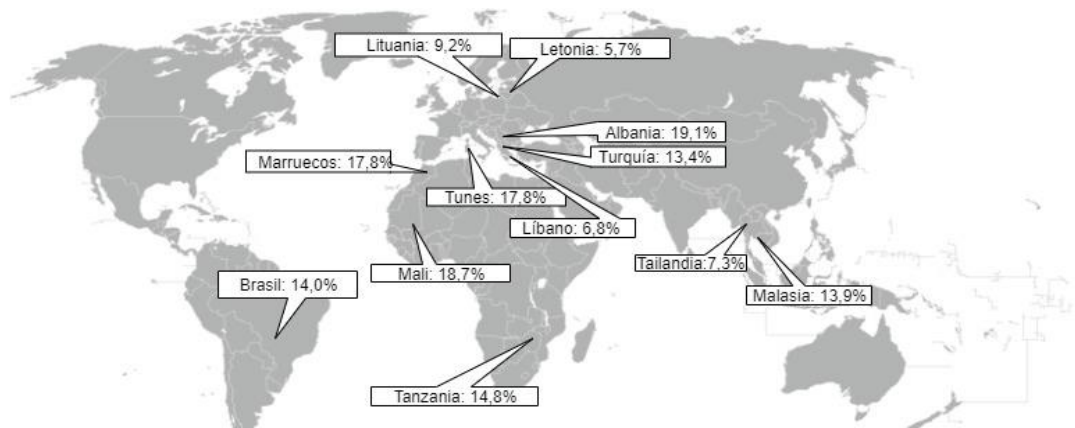 Lituania: 9,2%
Letonia: 5,7%
Albania: 19,1%
Turquía: 13,4%
Marruecos: 17,8%
Tunes: 17,8%
Líbano: 6,8%
Tailandia:7,3%
Mali: 18,7%
Brasil: 14,0%
Malasia: 13,9%
Tanzania: 14,8%